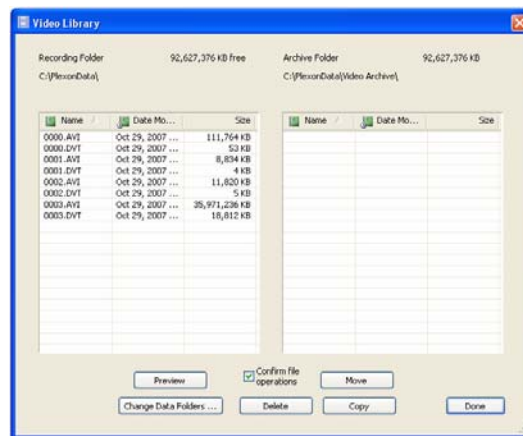 Video Library
Recording Folder 92,627,376 KB free Archive Folder 92,627,376 KB
C:\PlexonData\ C:\PlexonData\Video Archive\
Name Date Mo... Size Name Date Mo... Size
0000.AVI Oct 29, 2007 ... 111,764 KB
0000.DVT Oct 29, 2007 ... 53 KB
0001.AVI Oct 29, 2007 ... 8,834 KB
0001.DVT Oct 29, 2007 ... 4 KB
0002.AVI Oct 29, 2007 ... 11,820 KB
0002.DVT Oct 29, 2007 ... 5 KB
0003.AVI Oct 29, 2007 ... 35,971,236 KB
0003.DVT Oct 29, 2007 ... 18,812 KB
Preview Confirm file operations Move
Change Data Folders ... Delete Copy Done